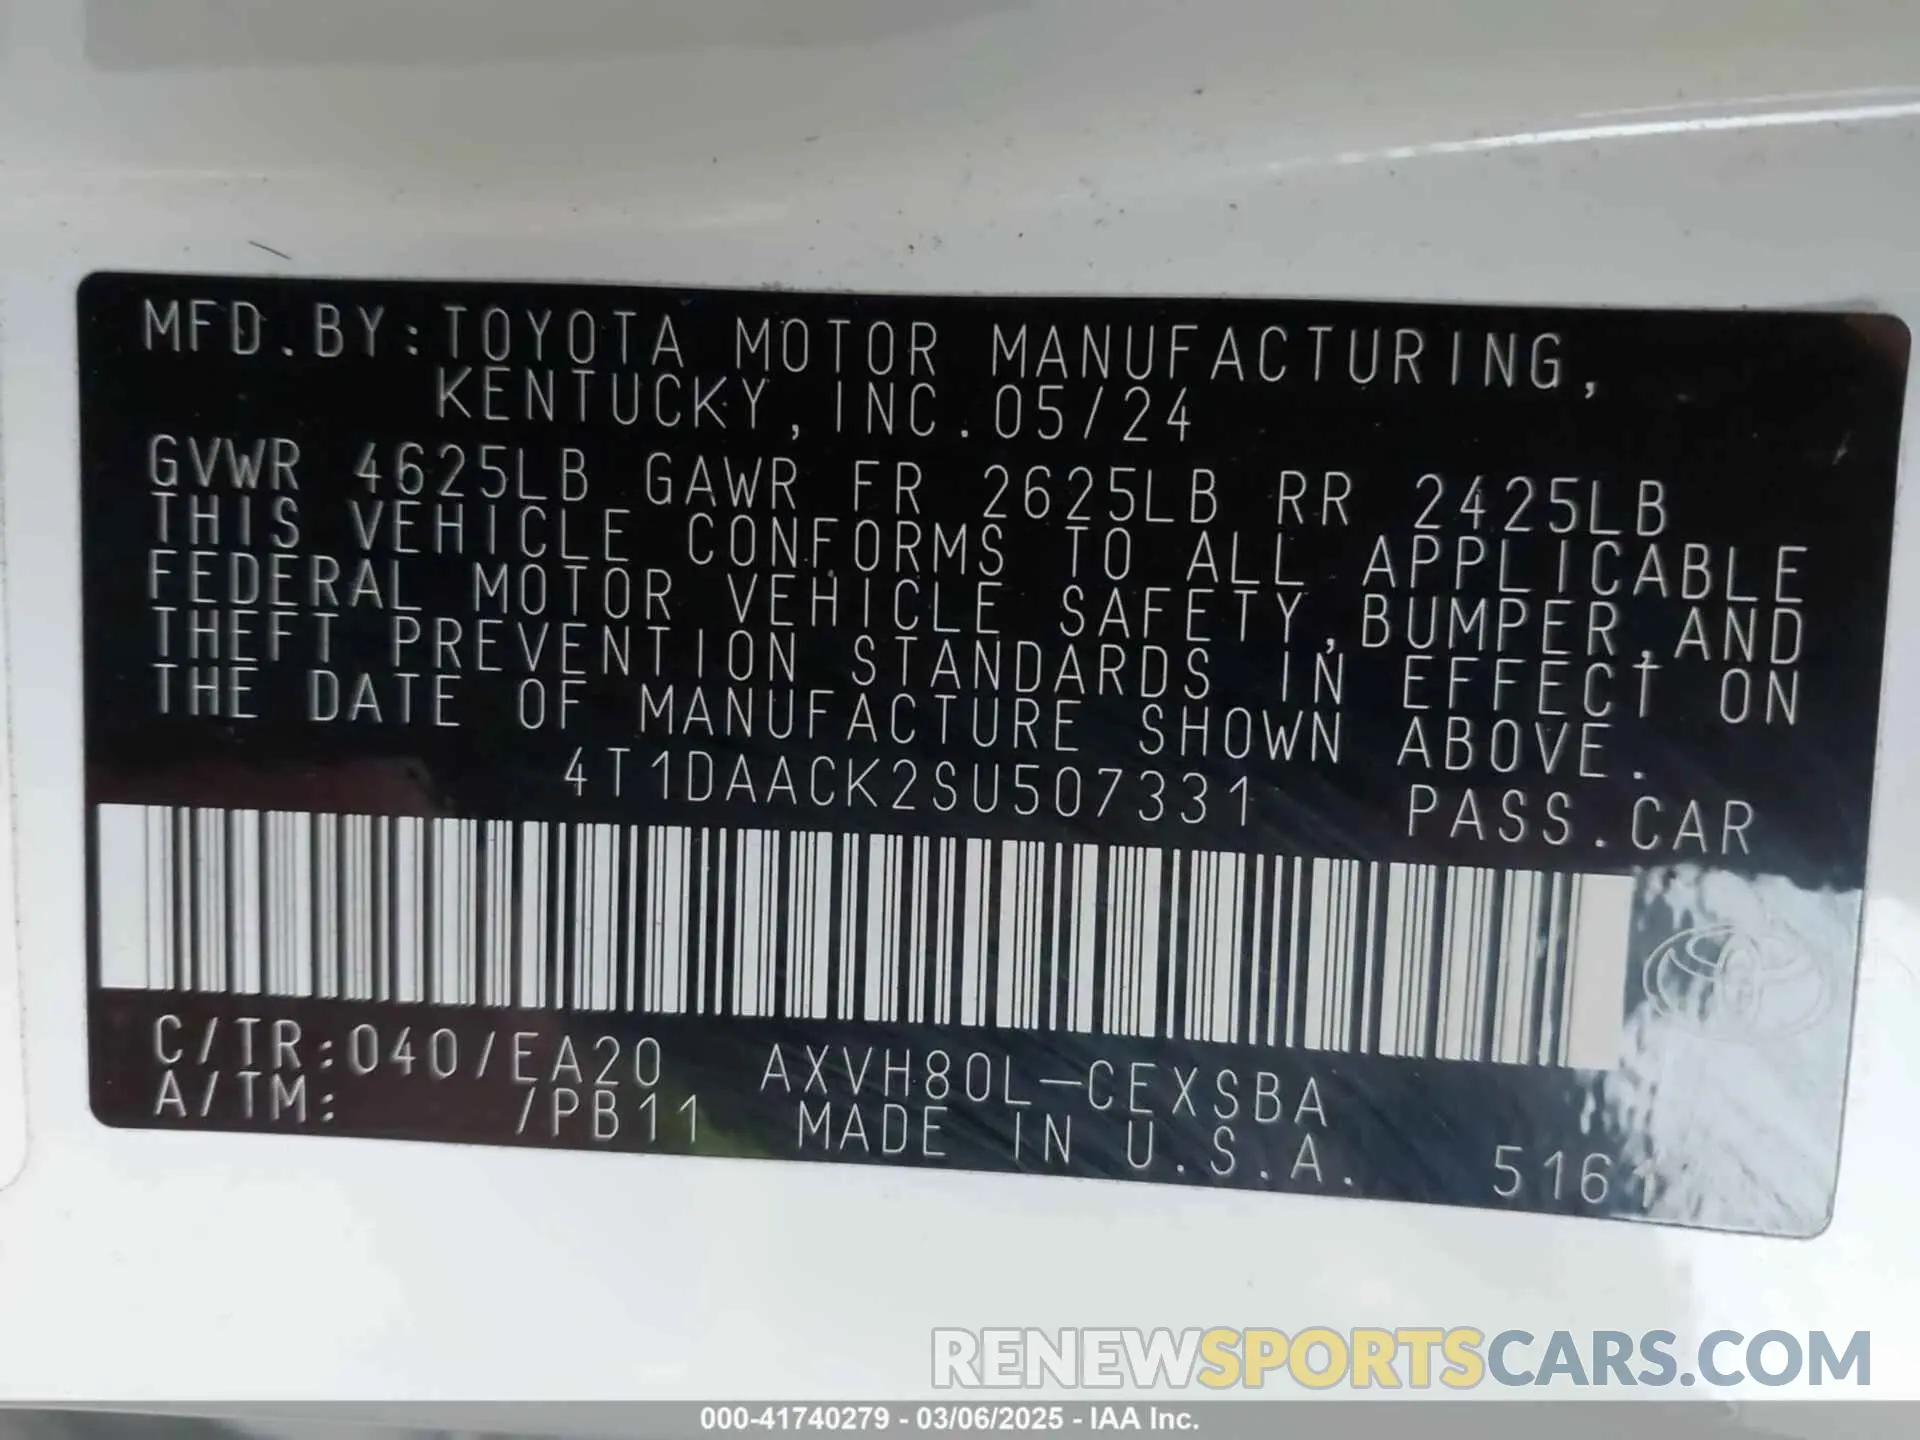 MFD.BY:TOYOTA MOTOR MANUFACTURING,
KENTUCKY,INC.05/24
GVWR 4625LB GAWR FR 2625LB RR 2425LB
THIS VEHICLE CONFORMS TO ALL APPLICABLE
FEDERAL MOTOR VEHICLE SAFETY,BUMPER,AND
THEFT PREVENTION STANDARDS IN EFFECT ON
THE DATE OF MANUFACTURE SHOWN ABOVE.
4T1DAACK2SU507331 PASS.CAR
C/TR:040/EA20 AXVH80L-CEXSBA
A/TM: /PB11 MADE IN U.S.A. 5161
RENEWSPORTSCARS.COM
000-41740279 - 03/06/2025 - IAA Inc.